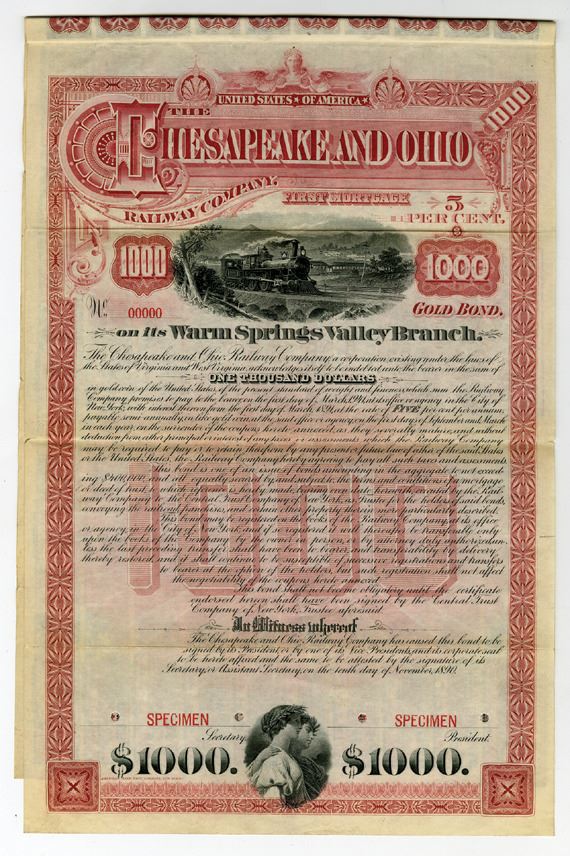 UNITED STATES OF AMERICA
1000
THE
CHESAPEAKE AND OHIO
RAILWAY COMPANY.
FIRST MORTGAGE
5
PER CENT.
1000
1000
No 00000
GOLD BOND.
on its Warm Springs Valley Branch.
The Chesapeake and Ohio Railway Company, a corporation existing under the laws of
the States of Virginia and West Virginia, acknowledges itself to be indebted unto the bearer in the sum of
ONE THOUSAND DOLLARS
in gold coin of the United States, of the present standard of weight and fineness, which sum the Railway
Company promises to pay to the bearer on the first day of March, 1941, at its office or agency in the City of
New York, with interest thereon from the first day of March 1891, at the rate of FIVE per cent per annum,
payable semi-annually in like gold coin, at the said office or agency, on the first days of September and March
in each year, on the surrender of the coupons hereto annexed as they severally mature, and without
deduction from either principal or interest of any taxes or assessments which the Railway Company
may be required to pay or to retain therefrom by any present or future law of either of the said States
or the United States, the Railway Company hereby agreeing to pay all such taxes and assessments.
This bond is one of an issue of bonds amounting in the aggregate to not exceed-
ing $400,000, and all equally secured by and subject to the terms and conditions of a mortgage
or deed of trust
way Company to the Central Trust Company of New York, as Trustee for the holders of said bonds,
conveying the railway, franchises, and certain other property therein more particularly described.
This bond may be registered on the books of the Railway Company, at its office
or agency, in the City of New York, and if so registered it will thereafter be transferable only
upon the books of the Company by its owner in person, or by attorney duly authorized, un-
less the last preceding transfer shall have been to bearer, and transferability by delivery
thereby restored, and it shall continue to be susceptible of successive registrations and transfers
to bearer at the option of the holder, but such registration shall not affect
the negotiability of the coupons hereto annexed.
This bond shall not become obligatory until the certificate
endorsed hereon shall have been signed by the Central Trust
Company of New York, Trustee aforesaid.
In Witness whereof
The Chesapeake and Ohio Railway Company has caused this bond to be
signed by its President, or by one of its Vice Presidents, and its corporate seal
to be hereto affixed and the same to be attested by the signature of its
Secretary, or Assistant Secretary, on the tenth day of November, 1890.
SPECIMEN
SPECIMEN
Secretary.
President.
$1000.
$1000.